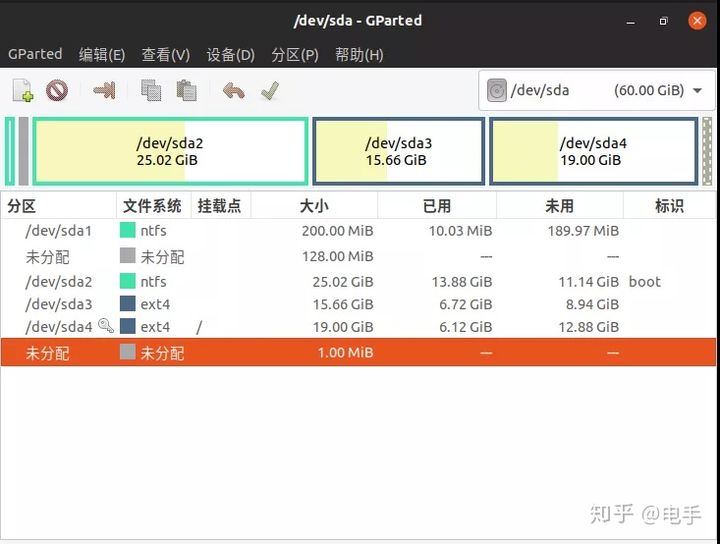 /dev/sda - GParted
GParted 编辑(E) 查看(V) 设备(D) 分区(P) 帮助(H)
/dev/sda (60.00 GiB)
/dev/sda2 /dev/sda3 /dev/sda4
25.02 GiB 15.66 GiB 19.00 GiB
分区 文件系统 挂载点 大小 已用 未用 标识
/dev/sda1 ntfs 200.00 MiB 10.03 MiB 189.97 MiB
未分配 未分配 128.00 MiB --- ---
/dev/sda2 ntfs 25.02 GiB 13.88 GiB 11.14 GiB boot
/dev/sda3 ext4 15.66 GiB 6.72 GiB 8.94 GiB
/dev/sda4 ext4 / 19.00 GiB 6.12 GiB 12.88 GiB
未分配 未分配 1.00 MiB --- ---
知乎 @电手